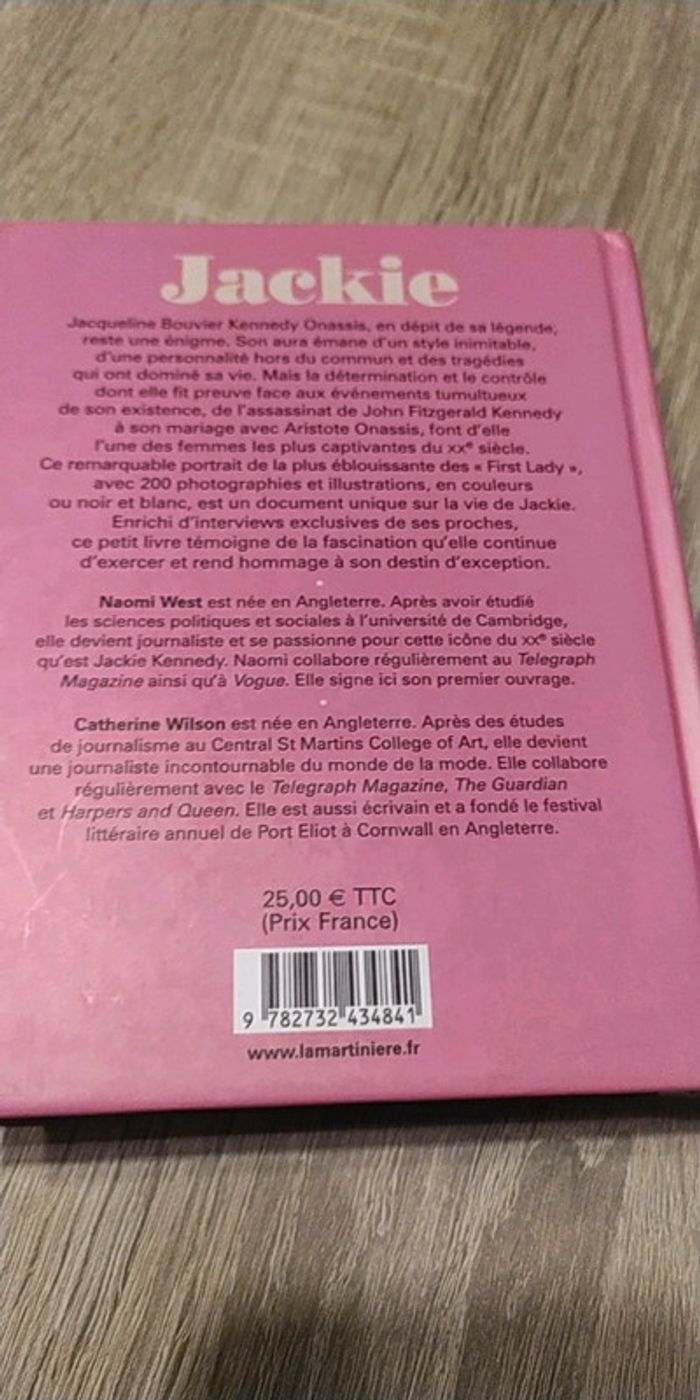 Jackie
Jacqueline Bouvier Kennedy Onassis, en dépit de sa légende,
reste une énigme. Son aura émane d'un style inimitable,
d'une personnalité hors du commun et des tragédies
qui ont dominé sa vie. Mais la détermination et le contrôle
dont elle fit preuve face aux événements tumultueux
de son existence, de l'assassinat de John Fitzgerald Kennedy
à son mariage avec Aristote Onassis, font d'elle
l'une des femmes les plus captivantes du XXe siècle.
Ce remarquable portrait de la plus éblouissante des « First Lady »,
avec 200 photographies et illustrations, en couleurs
ou noir et blanc, est un document unique sur la vie de Jackie.
Enrichi d'interviews exclusives de ses proches,
ce petit livre témoigne de la fascination qu'elle continue
d'exercer et rend hommage à son destin d'exception.
Naomi West est née en Angleterre. Après avoir étudié
les sciences politiques et sociales à l'université de Cambridge,
elle devient journaliste et se passionne pour cette icône du XXe siècle
qu'est Jackie Kennedy. Naomi collabore régulièrement au Telegraph
Magazine ainsi qu'à Vogue. Elle signe ici son premier ouvrage.
Catherine Wilson est née en Angleterre. Après des études
de journalisme au Central St Martins College of Art, elle devient
une journaliste incontournable du monde de la mode. Elle collabore
régulièrement avec le Telegraph Magazine, The Guardian
et Harpers and Queen. Elle est aussi écrivain et a fondé le festival
littéraire annuel de Port Eliot à Cornwall en Angleterre.
25,00 € TTC
(Prix France)
9 782732 434841
www.lamartiniere.fr